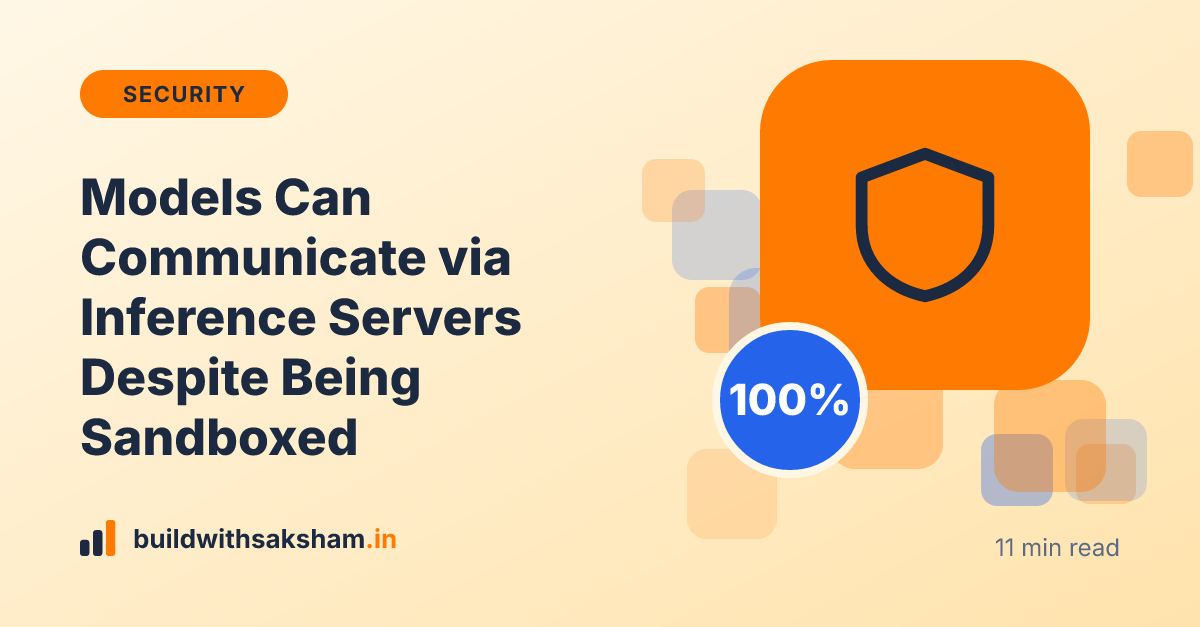 SECURITY
Models Can
Communicate via
Inference Servers
Despite Being
Sandboxed
100%
buildwithsaksham.in
11 min read